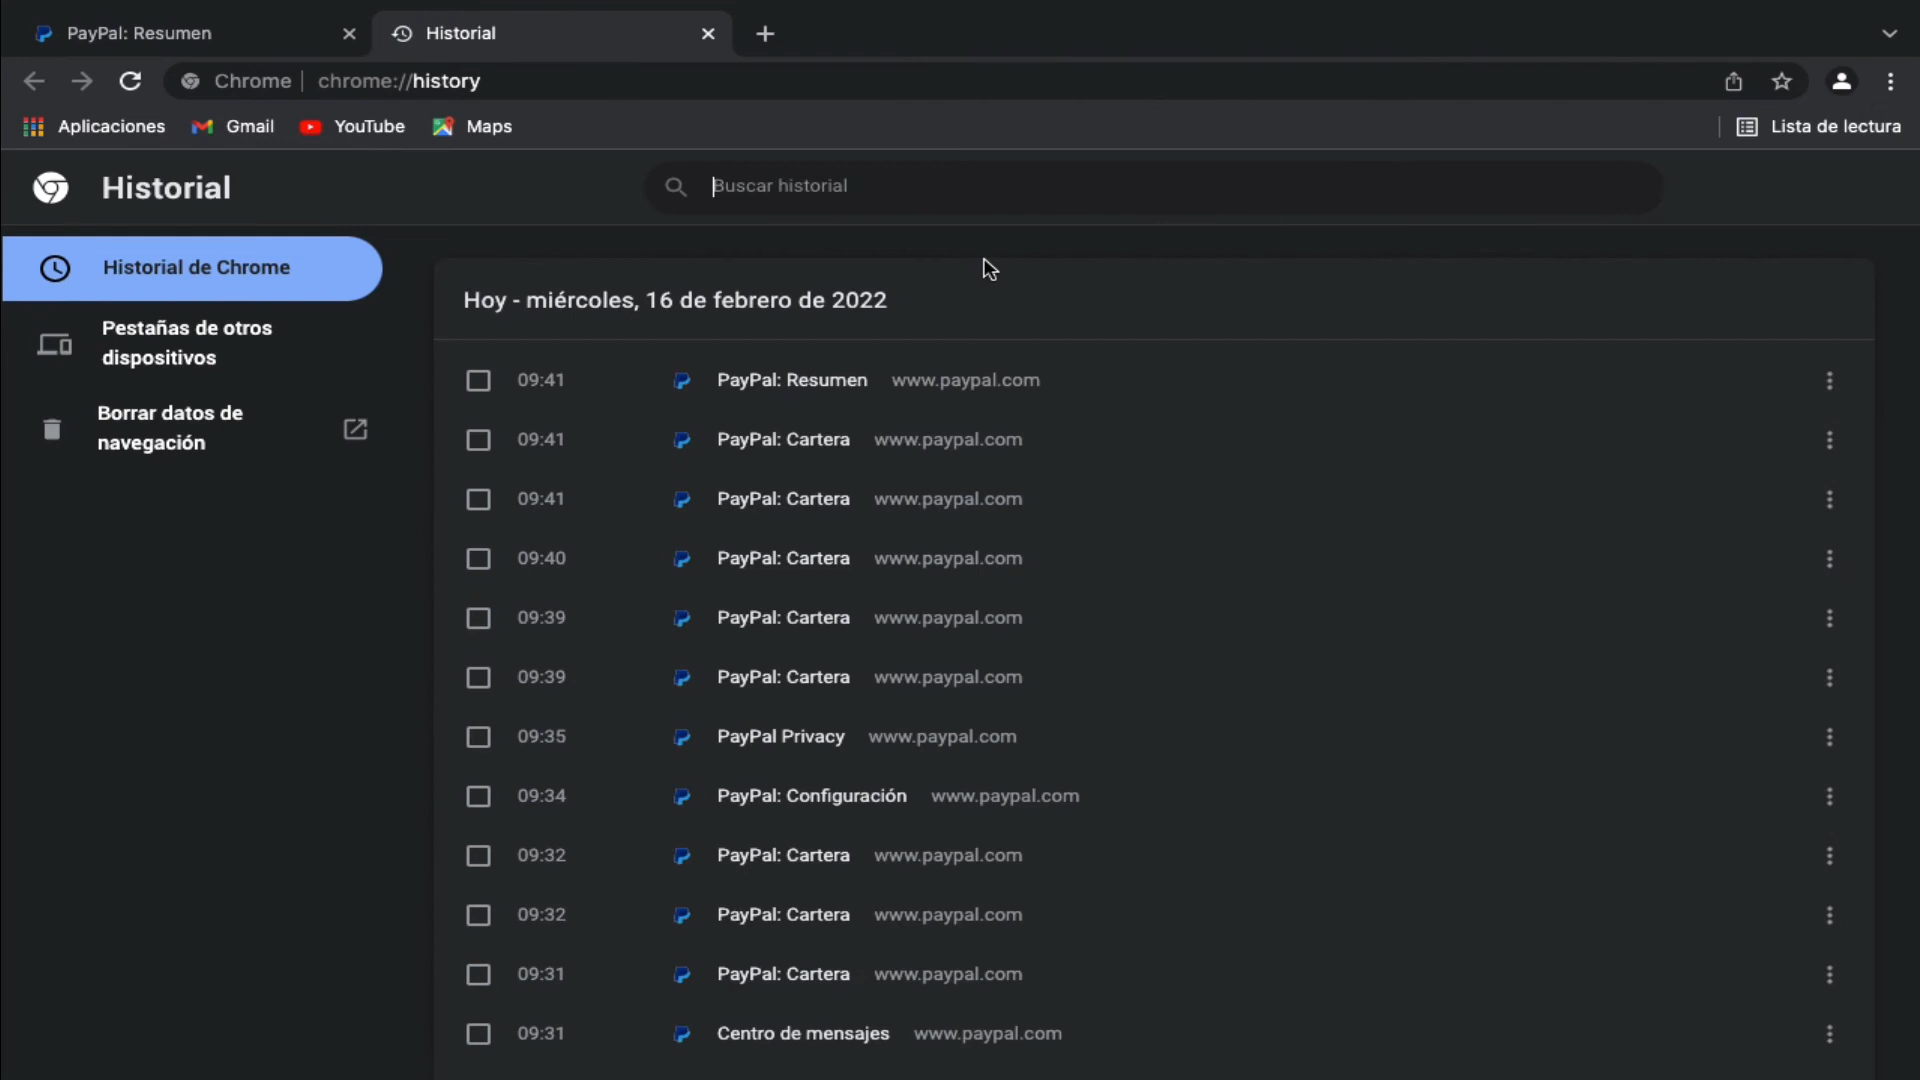 PayPal: Resumen
Historial
Chrome | chrome://history
Aplicaciones Gmail YouTube Maps Lista de lectura
Historial
Buscar historial
Historial de Chrome
Pestañas de otros
dispositivos
Borrar datos de
navegación
Hoy - miércoles, 16 de febrero de 2022
09:41 PayPal: Resumen www.paypal.com
09:41 PayPal: Cartera www.paypal.com
09:41 PayPal: Cartera www.paypal.com
09:40 PayPal: Cartera www.paypal.com
09:39 PayPal: Cartera www.paypal.com
09:39 PayPal: Cartera www.paypal.com
09:35 PayPal Privacy www.paypal.com
09:34 PayPal: Configuración www.paypal.com
09:32 PayPal: Cartera www.paypal.com
09:32 PayPal: Cartera www.paypal.com
09:31 PayPal: Cartera www.paypal.com
09:31 Centro de mensajes www.paypal.com